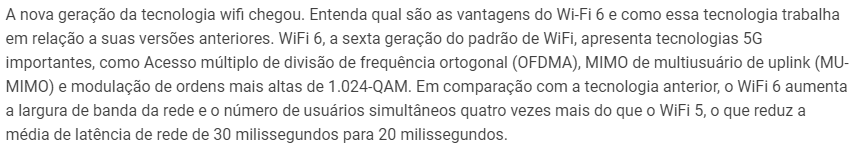 A nova geração da tecnologia wifi chegou. Entenda qual são as vantagens do Wi-Fi 6 e como essa tecnologia trabalha
em relação a suas versões anteriores. WiFi 6, a sexta geração do padrão de WiFi, apresenta tecnologias 5G
importantes, como Acesso múltiplo de divisão de frequência ortogonal (OFDMA), MIMO de multiusuário de uplink (MU-
MIMO) e modulação de ordens mais altas de 1.024-QAM. Em comparação com a tecnologia anterior, o WiFi 6 aumenta
a largura de banda da rede e o número de usuários simultâneos quatro vezes mais do que o WiFi 5, o que reduz a
média de latência de rede de 30 milissegundos para 20 milissegundos.